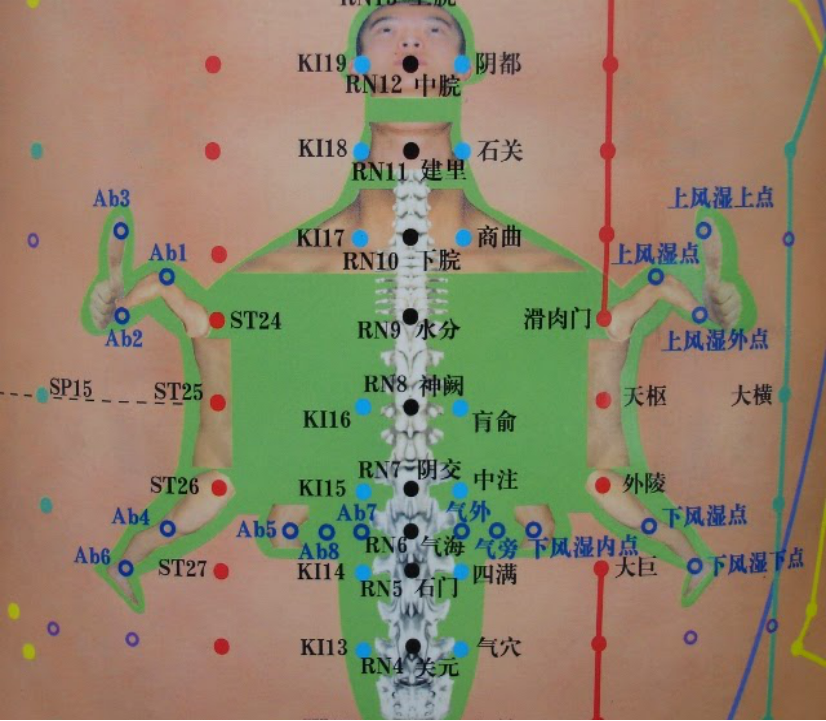 KI19
阴都
RN12 中脘
KI18
石关
RN11 建里
Ab3
上风湿上点
KI17
商曲
Ab1
上风湿点
RN10 下脘
ST24
滑肉门
Ab2
RN9 水分
上风湿外点
SP15
ST25
RN8 神阙
天枢
大横
KI16
肓俞
RN7 阴交
ST26
KI15
中注
外陵
Ab4
Ab5
Ab7
气外
下风湿点
Ab8
RN6 气海
气旁
下风湿内点
Ab6
ST27
KI14
四满
大巨
下风湿下点
RN5 石门
KI13
气穴
RN4 关元